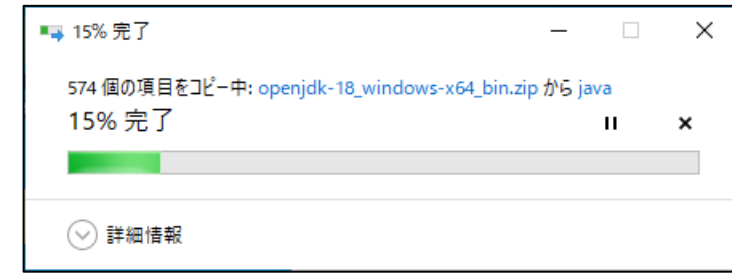 15% 完了
574 個の項目をコピー中: openjdk-18_windows-x64_bin.zip から java
15% 完了
詳細情報